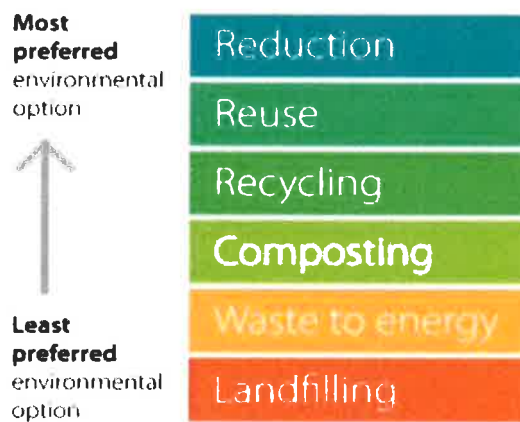 Most
preferred
environmental
option
Least
preferred
environmental
option
Reduction
Reuse
Recycling
Composting
Waste to energy
Landfilling